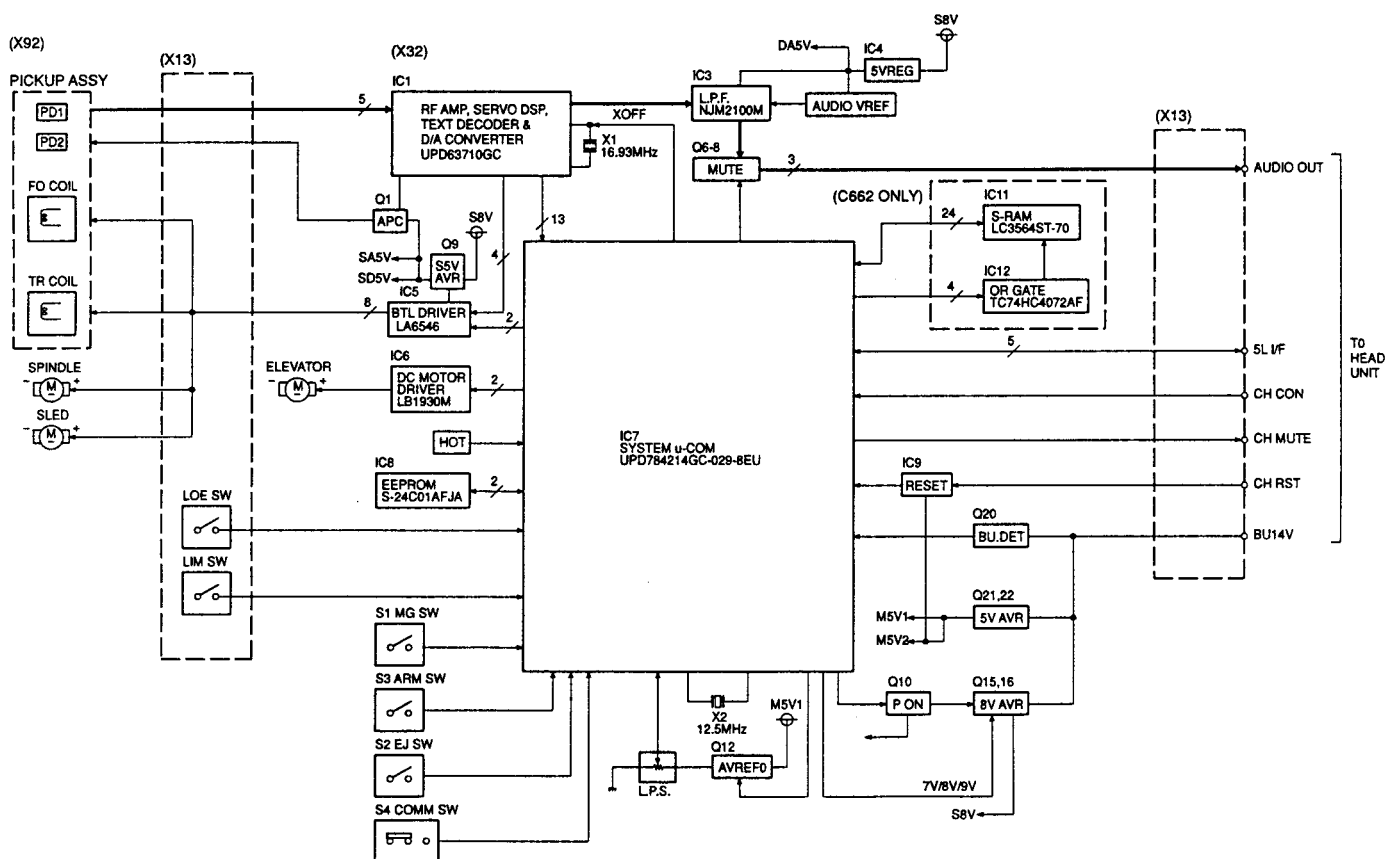 (X92)
PICKUP ASSY
PD1
PD2
FO COIL
TR COIL
SPINDLE
- M +
SLED
- M +
(X13)
LOE SW
LIM SW
(X32)
IC1
RF AMP, SERVO DSP,
TEXT DECODER &
D/A CONVERTER
UPD63710GC
5
XOFF
X1
16.93MHz
Q1
APC
SA5V
SD5V
Q9
S5V
AVR
S8V
4
13
IC5
BTL DRIVER
LA6546
8
2
ELEVATOR
- M +
IC6
DC MOTOR
DRIVER
LB1930M
2
HOT
IC8
EEPROM
S-24C01AFJA
2
S1 MG SW
S3 ARM SW
S2 EJ SW
S4 COMM SW
IC7
SYSTEM u-COM
UPD784214GC-029-8EU
DA5V
IC4
5VREG
S8V
IC3
L.P.F.
NJM2100M
AUDIO VREF
Q6-8
MUTE
3
(C662 ONLY)
IC11
S-RAM
LC3564ST-70
24
IC12
OR GATE
TC74HC4072AF
4
(X13)
AUDIO OUT
5
5L I/F
CH CON
CH MUTE
CH RST
BU14V
TO
HEAD
UNIT
IC9
RESET
Q20
BU.DET
Q21,22
5V AVR
M5V1
M5V2
Q10
P ON
Q15,16
8V AVR
7V/8V/9V
S8V
X2
12.5MHz
M5V1
Q12
AVREF0
L.P.S.